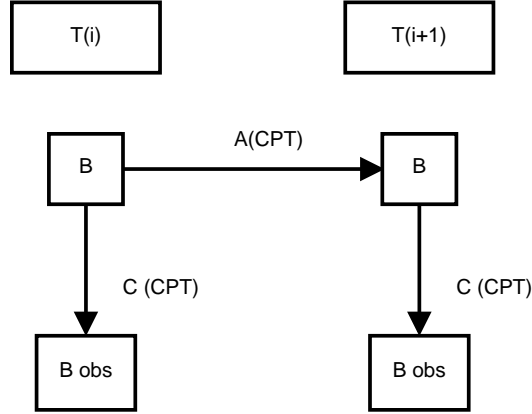 T(i)
T(i+1)
A(CPT)
B
B
C (CPT)
C (CPT)
B obs
B obs